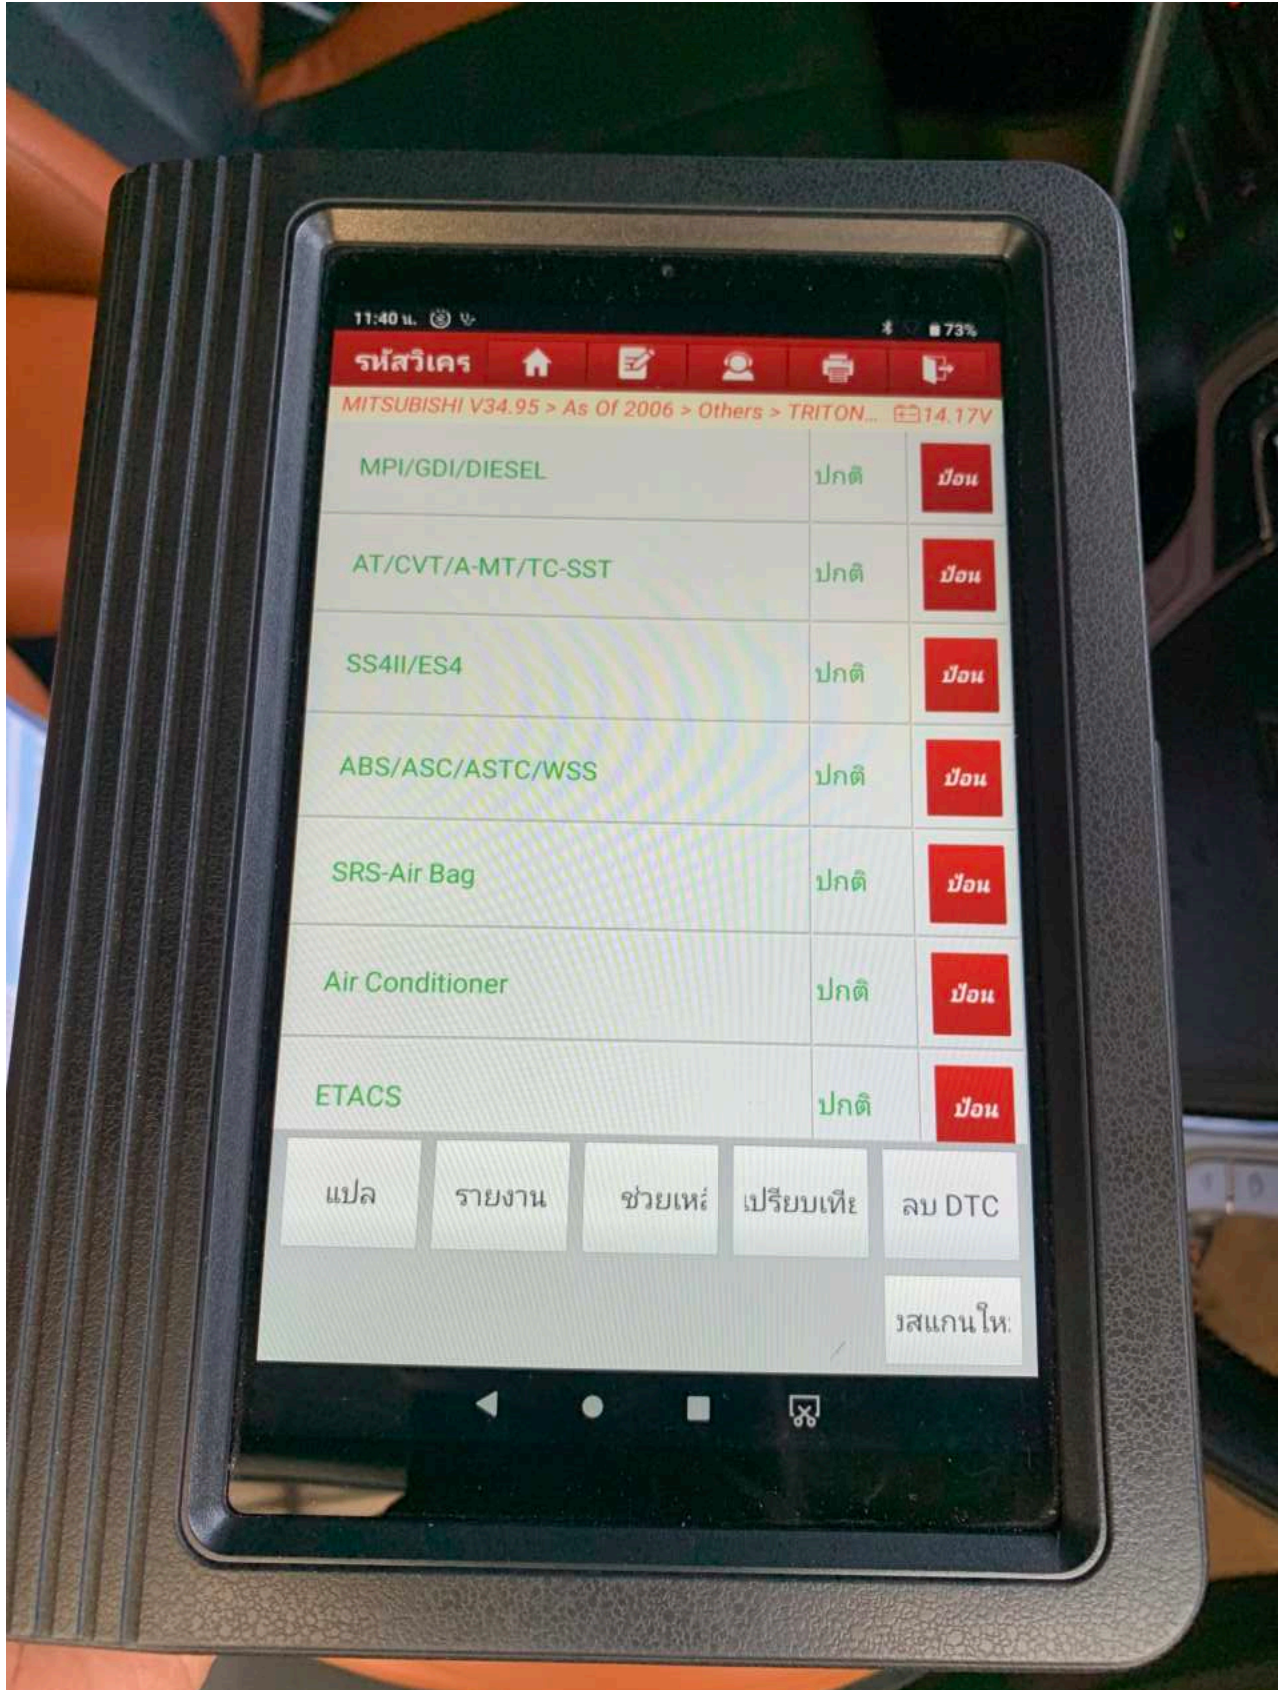 11:40 น.
73%
รหัสวิเคร
MITSUBISHI V34.95 > As Of 2006 > Others > TRITON... 14.17V
MPI/GDI/DIESEL ปกติ ป้อน
AT/CVT/A-MT/TC-SST ปกติ ป้อน
SS4II/ES4 ปกติ ป้อน
ABS/ASC/ASTC/WSS ปกติ ป้อน
SRS-Air Bag ปกติ ป้อน
Air Conditioner ปกติ ป้อน
ETACS ปกติ ป้อน
แปล รายงาน ช่วยเหลื เปรียบเทีย ลบ DTC
งสแกนให